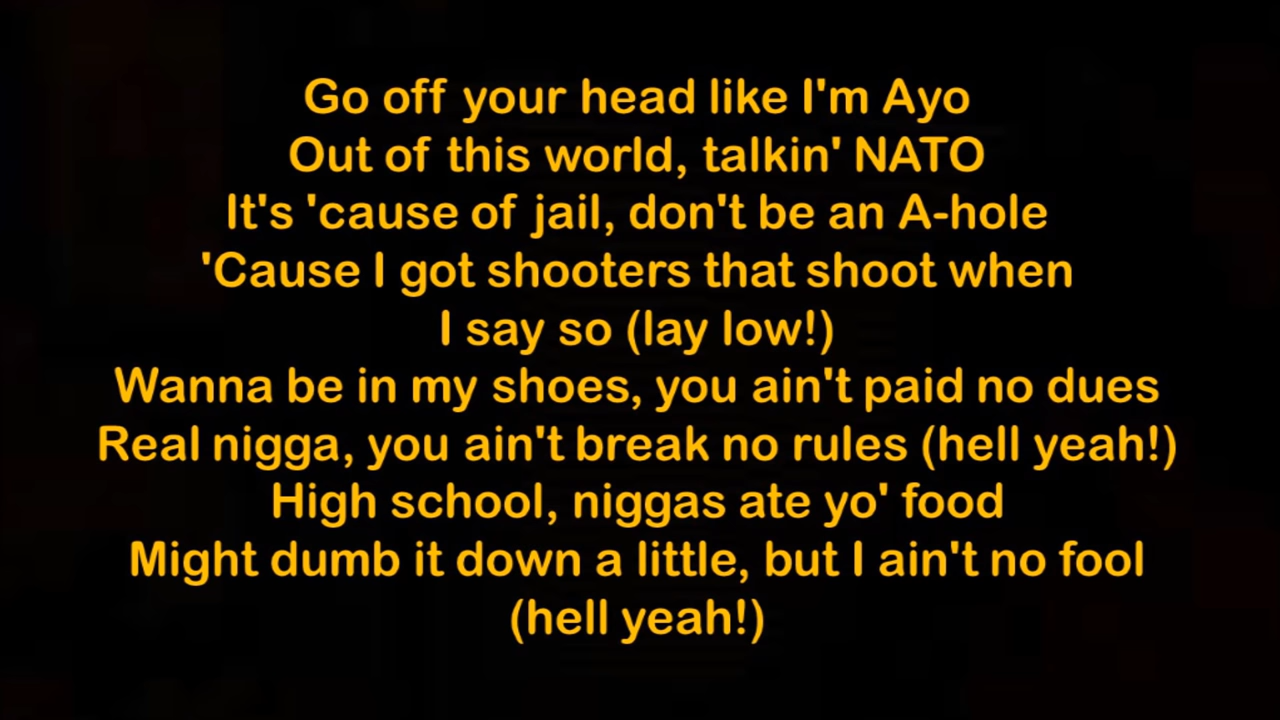 Go off your head like I'm Ayo
Out of this world, talkin' NATO
It's 'cause of jail, don't be an A-hole
'Cause I got shooters that shoot when
I say so (lay low!)
Wanna be in my shoes, you ain't paid no dues
Real nigga, you ain't break no rules (hell yeah!)
High school, niggas ate yo' food
Might dumb it down a little, but I ain't no fool
(hell yeah!)